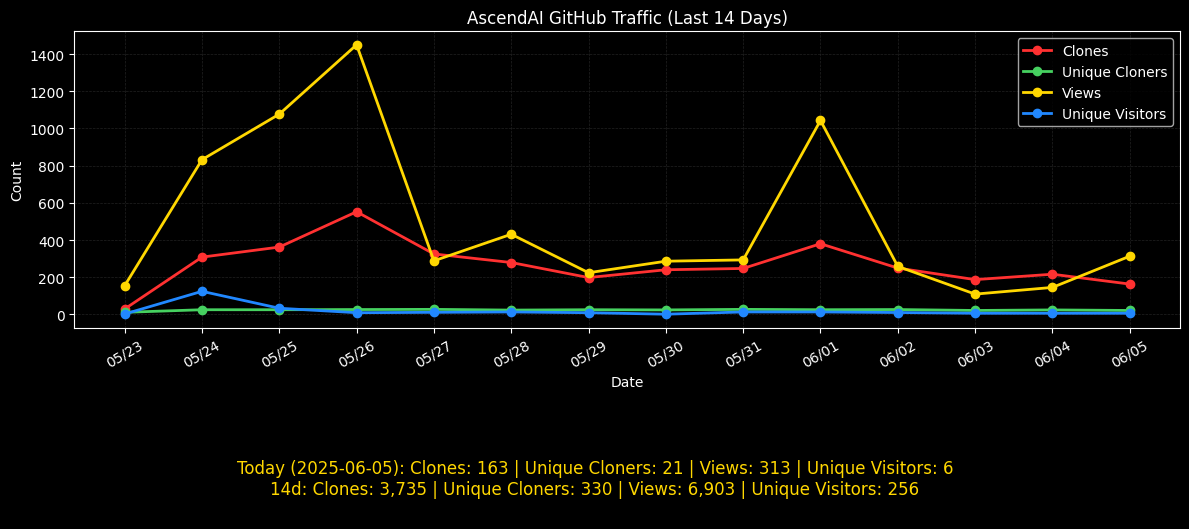 AscendAI GitHub Traffic (Last 14 Days)
Clones
Unique Cloners
Views
Unique Visitors
Count
1400
1200
1000
800
600
400
200
0
05/23
05/24
05/25
05/26
05/27
05/28
05/29
05/30
05/31
06/01
06/02
06/03
06/04
06/05
Date
Today (2025-06-05): Clones: 163 | Unique Cloners: 21 | Views: 313 | Unique Visitors: 6
14d: Clones: 3,735 | Unique Cloners: 330 | Views: 6,903 | Unique Visitors: 256